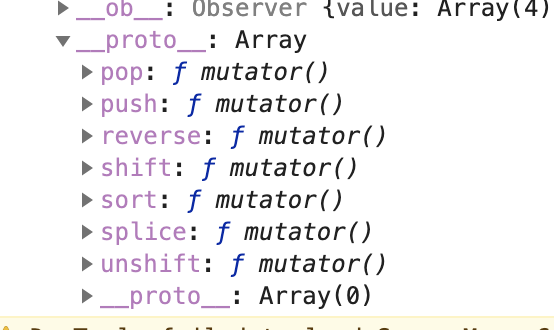 ▶ __ob__: Observer {value: Array(4)
▼ __proto__: Array
▶ pop: ƒ mutator()
▶ push: ƒ mutator()
▶ reverse: ƒ mutator()
▶ shift: ƒ mutator()
▶ sort: ƒ mutator()
▶ splice: ƒ mutator()
▶ unshift: ƒ mutator()
▶ __proto__: Array(0)